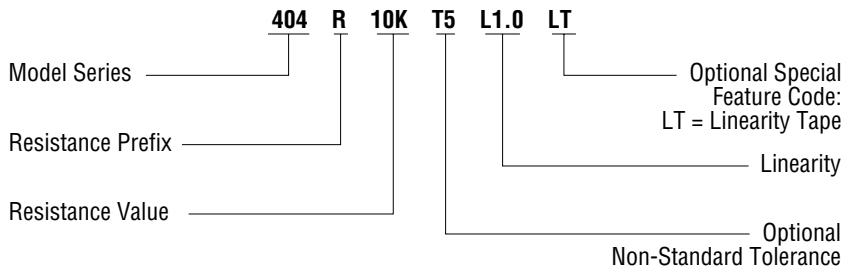 404 R 10K T5 L1.0 LT
Model Series
Optional Special
Feature Code:
LT = Linearity Tape
Resistance Prefix
Linearity
Resistance Value
Optional
Non-Standard Tolerance